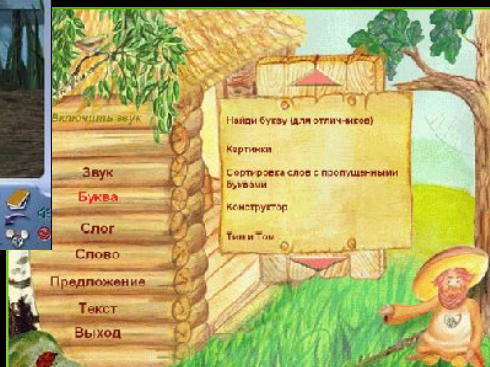 Включить звук
Звук
Буква
Слог
Слово
Предложение
Текст
Выход
Найди букву (для отличников)
Картинки
Сортировка слов с пропущенными
буквами
Конструктор
Тим и Том